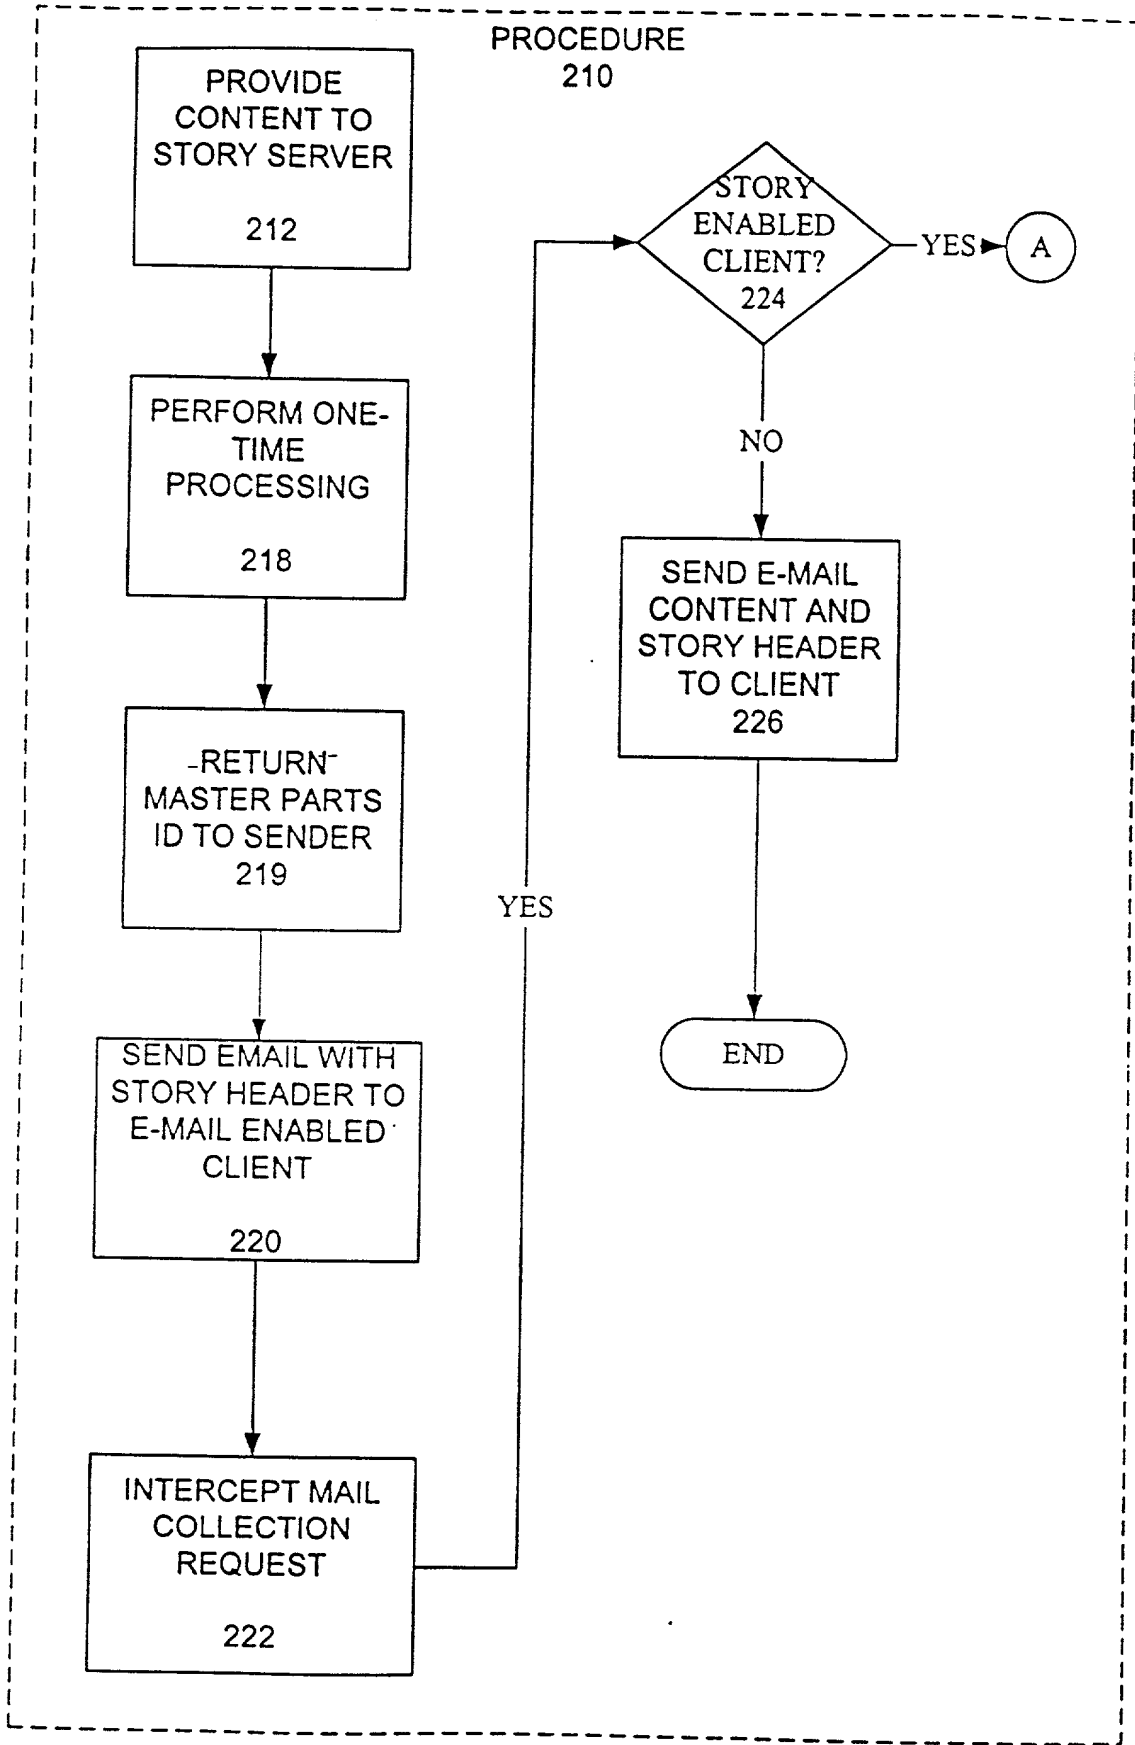 PROCEDURE
210
PROVIDE
CONTENT TO
STORY SERVER
212
PERFORM ONE-
TIME
PROCESSING
218
RETURN
MASTER PARTS
ID TO SENDER
219
SEND EMAIL WITH
STORY HEADER TO
E-MAIL ENABLED
CLIENT
220
INTERCEPT MAIL
COLLECTION
REQUEST
222
YES
STORY
ENABLED
CLIENT?
224
YES
A
NO
SEND E-MAIL
CONTENT AND
STORY HEADER
TO CLIENT
226
END